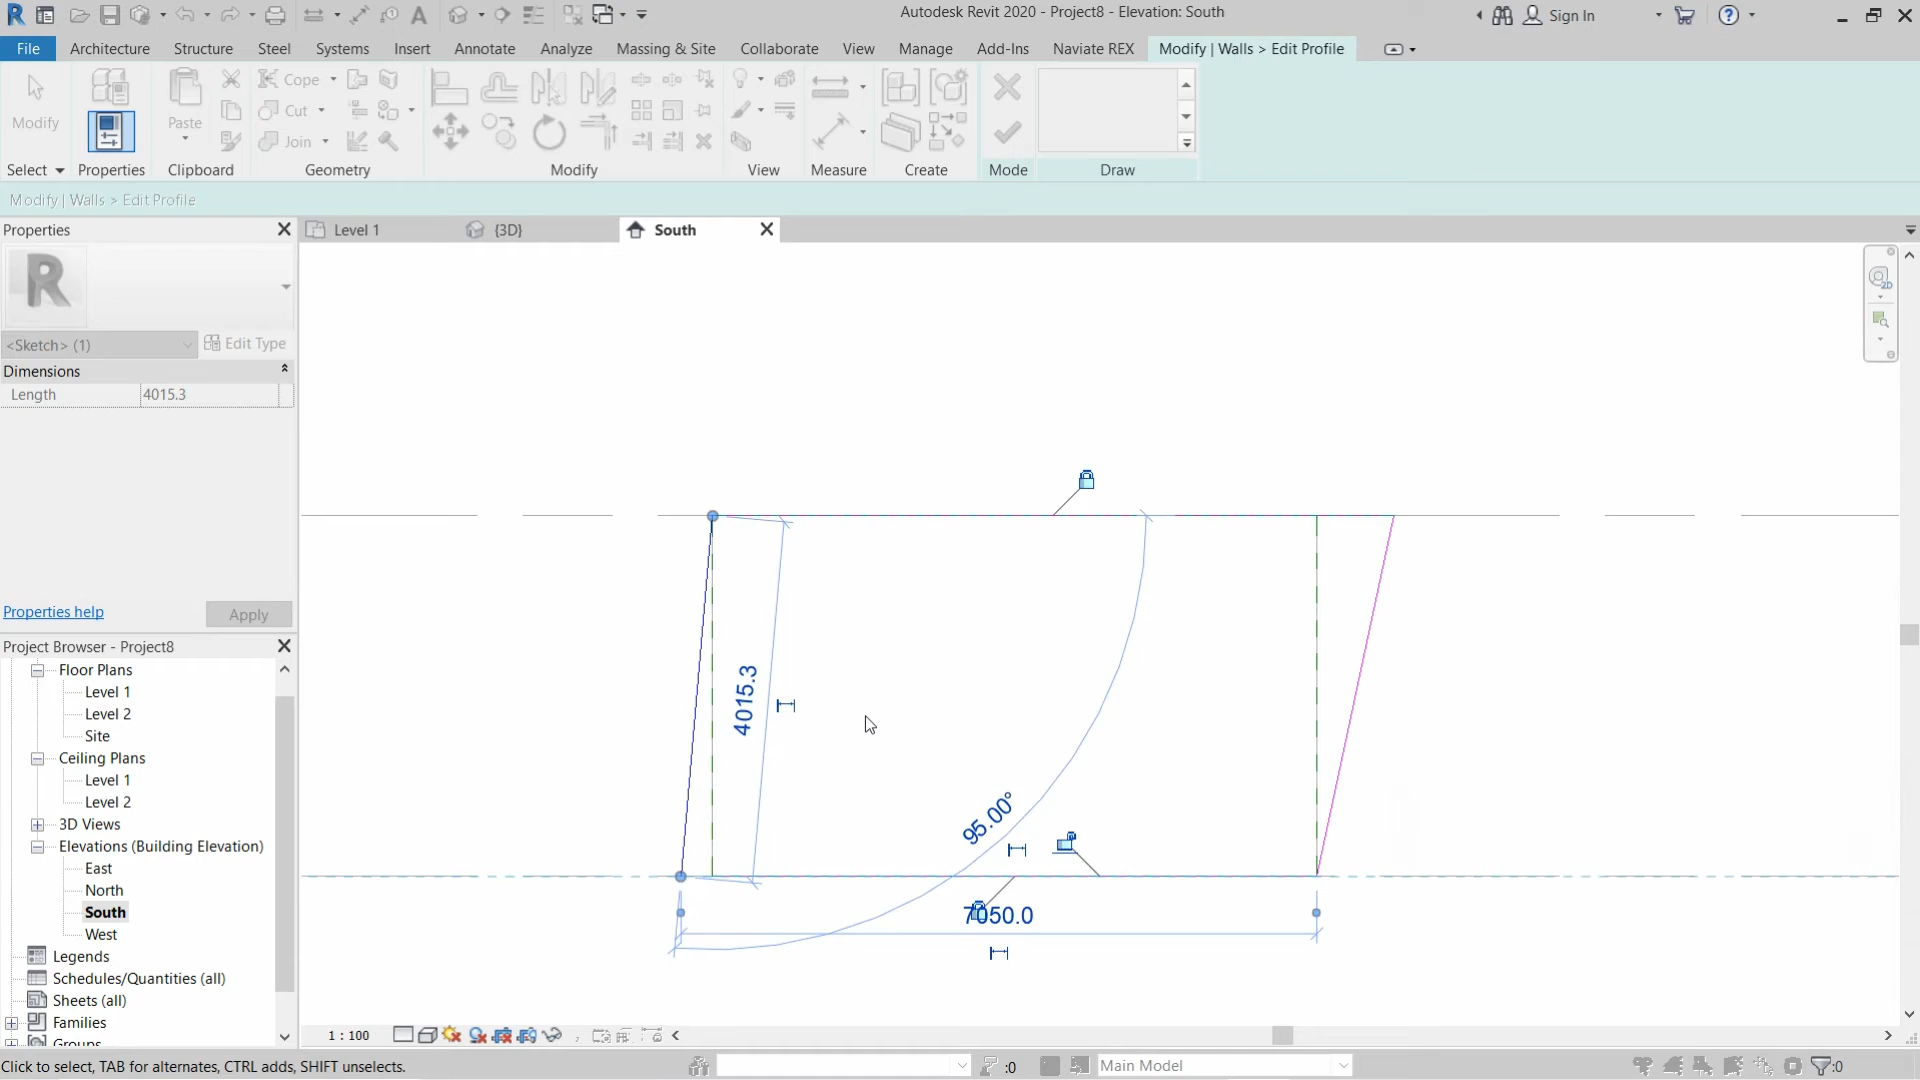 Autodesk Revit 2020 - Project8 - Elevation: South
Sign In
File Architecture Structure Steel Systems Insert Annotate Analyze Massing & Site Collaborate View Manage Add-Ins Naviate REX Modify | Walls > Edit Profile
Modify
Paste
Cope
Cut
Join
Select Properties Clipboard Geometry Modify View Measure Create Mode Draw
Modify | Walls > Edit Profile
Properties
Level 1
{3D}
South
<Sketch> (1)
Edit Type
Dimensions
Length 4015.3
Properties help
Apply
Project Browser - Project8
Floor Plans
Level 1
Level 2
Site
Ceiling Plans
Level 1
Level 2
3D Views
Elevations (Building Elevation)
East
North
South
West
Legends
Schedules/Quantities (all)
Sheets (all)
Families
Groups
4015.3
95.00°
7050.0
1 : 100
Click to select, TAB for alternates, CTRL adds, SHIFT unselects.
:0
Main Model
:0